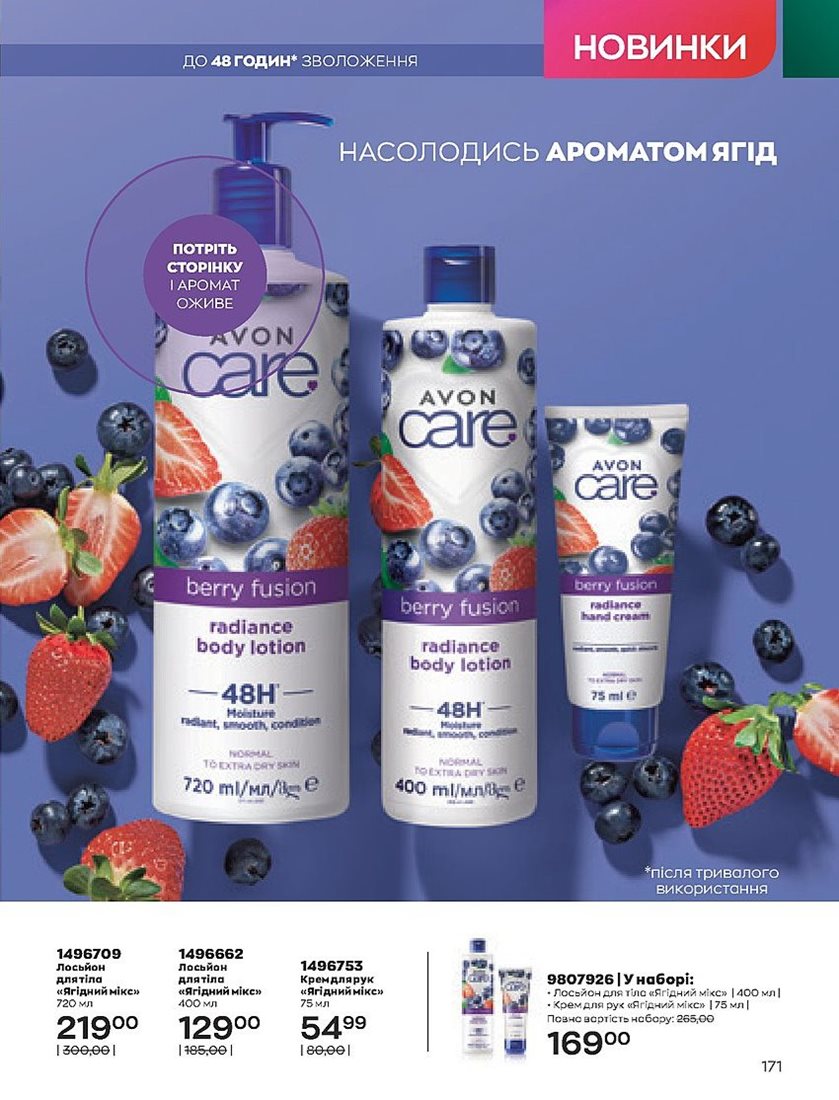 НОВИНКИ
ДО 48 ГОДИН* ЗВОЛОЖЕННЯ
НАСОЛОДИСЬ АРОМАТОМ ЯГІД
ПОТРІТЬ
СТОРІНКУ
І АРОМАТ
ОЖИВЕ
AVON
care
berry fusion
radiance
body lotion
48H
Moisture
radiant, smooth, condition
NORMAL
TO EXTRA DRY SKIN
720 ml/мл/ ℮
AVON
care
berry fusion
radiance
body lotion
48H
Moisture
radiant, smooth, condition
NORMAL
TO EXTRA DRY SKIN
400 ml/мл/ ℮
AVON
care
berry fusion
radiance
hand cream
NORMAL
TO EXTRA DRY SKIN
75 ml ℮
*після тривалого
використання
1496709
Лосьйон
для тіла
«Ягідний мікс»
720 мл
21900
|300,00|
1496662
Лосьйон
для тіла
«Ягідний мікс»
400 мл
12900
|185,00|
1496753
Крем для рук
«Ягідний мікс»
75 мл
5499
|80,00|
9807926 | У наборі:
• Лосьйон для тіла «Ягідний мікс» | 400 мл |
• Крем для рук «Ягідний мікс» | 75 мл |
Повна вартість набору: 265,00
16900
171